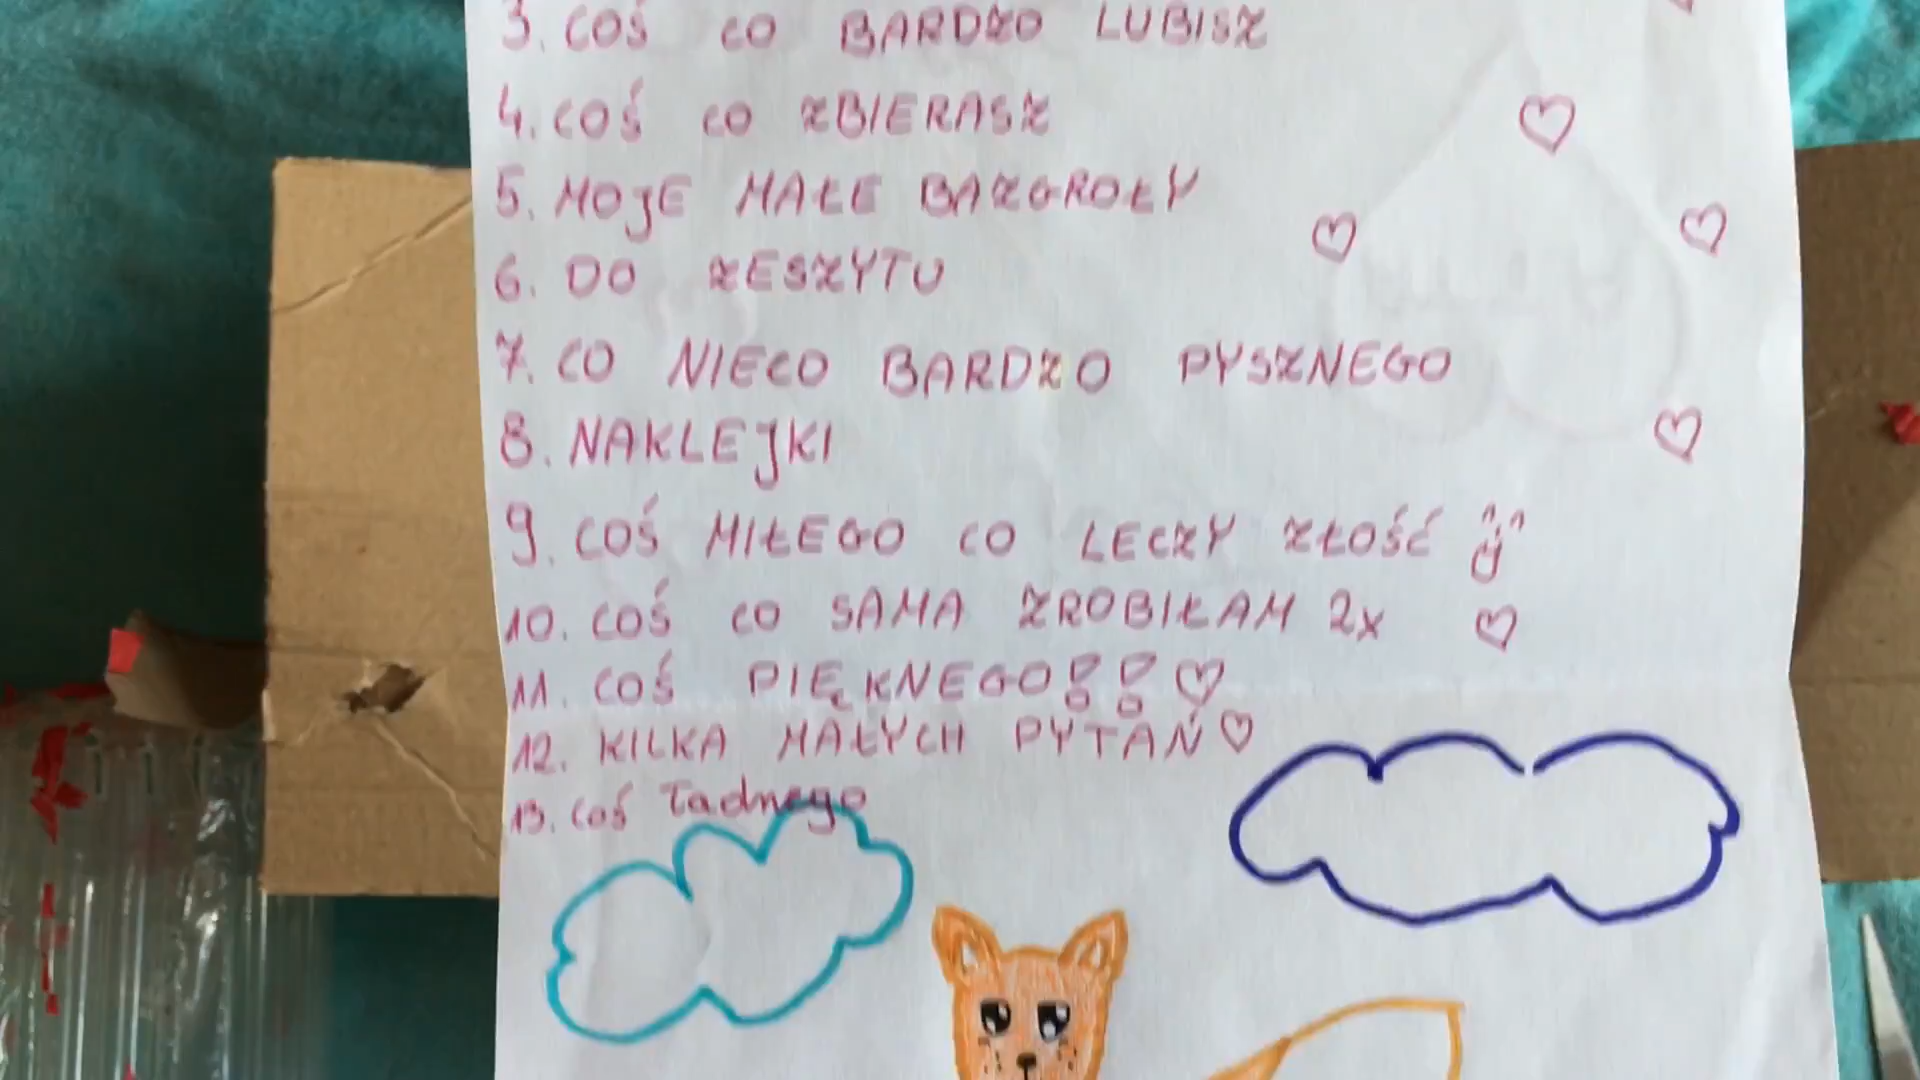 3. COŚ CO BARDZO LUBISZ
4. COŚ CO ZBIERASZ
5. MOJE MAŁE BAZGROŁY
6. DO ZESZYTU
7. CO NIECO BARDZO PYSZNEGO
8. NAKLEJKI
9. COŚ MIŁEGO CO LECZY ZŁOŚĆ
10. COŚ CO SAMA ZROBIŁAM 2x
11. COŚ PIĘKNEGO!!
12. KILKA MAŁYCH PYTAŃ
13. coś ładnego